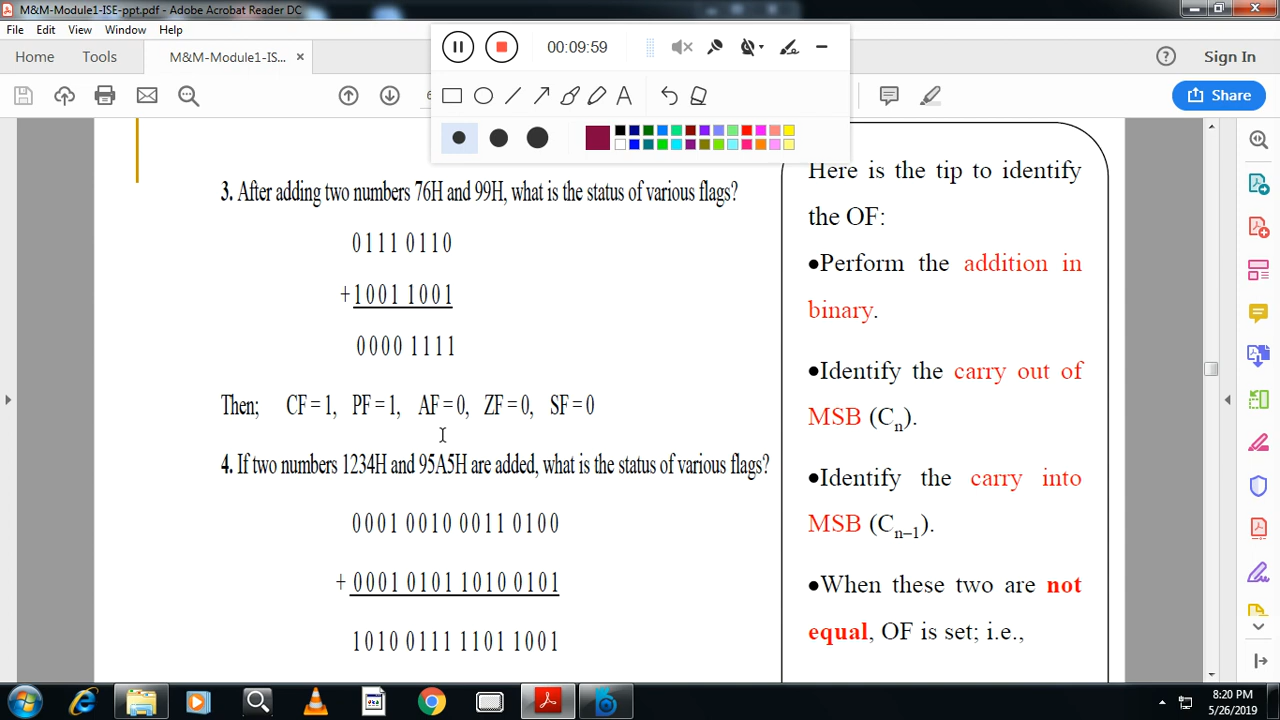 M&M-Module1-ISE-ppt.pdf - Adobe Acrobat Reader DC
File Edit View Window Help
Home Tools M&M-Module1-IS... × 00:09:59 ? Sign In
A Share
3. After adding two numbers 76H and 99H, what is the status of various flags?
0111 0110
+1001 1001
0000 1111
Then; CF = 1, PF = 1, AF = 0, ZF = 0, SF = 0
4. If two numbers 1234H and 95A5H are added, what is the status of various flags?
0001 0010 0011 0100
+ 0001 0101 1010 0101
1010 0111 1101 1001
Here is the tip to identify
the OF:
•Perform the addition in
binary.
•Identify the carry out of
MSB (Cn).
•Identify the carry into
MSB (Cn–1).
•When these two are not
equal, OF is set; i.e.,
8:20 PM
5/26/2019